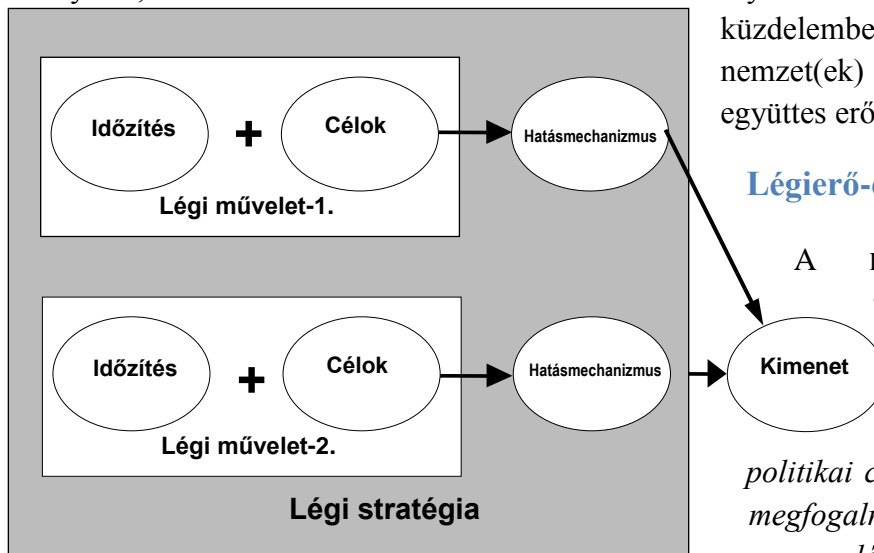 küzdelembe
nemzet(ek)
együttes erő
Légierő-
A
Időzítés + Célok
Hatásmechanizmus
Légi művelet-1.
Időzítés + Célok
Hatásmechanizmus
Kimenet
Légi művelet-2.
Légi stratégia
politikai
megfogaln